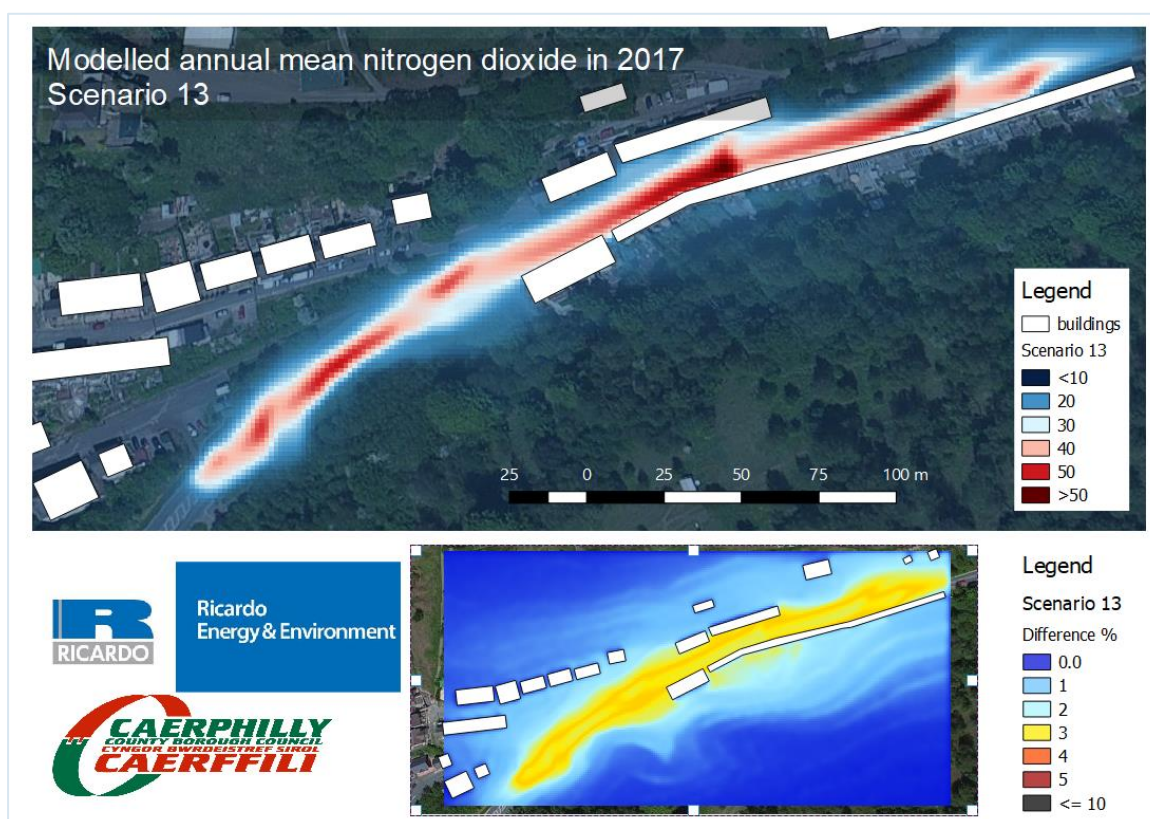 Modelled annual mean nitrogen dioxide in 2017
Scenario 13
Legend
buildings
Scenario 13
<10
20
30
40
50
>50
25 0 25 50 75 100 m
R
RICARDO
Ricardo
Energy & Environment
CAERPHILLY
COUNTY BOROUGH COUNCIL
CYNGOR BWRDEISTREF SIROL
CAERFFILI
Legend
Scenario 13
Difference %
0.0
1
2
3
4
5
<= 10